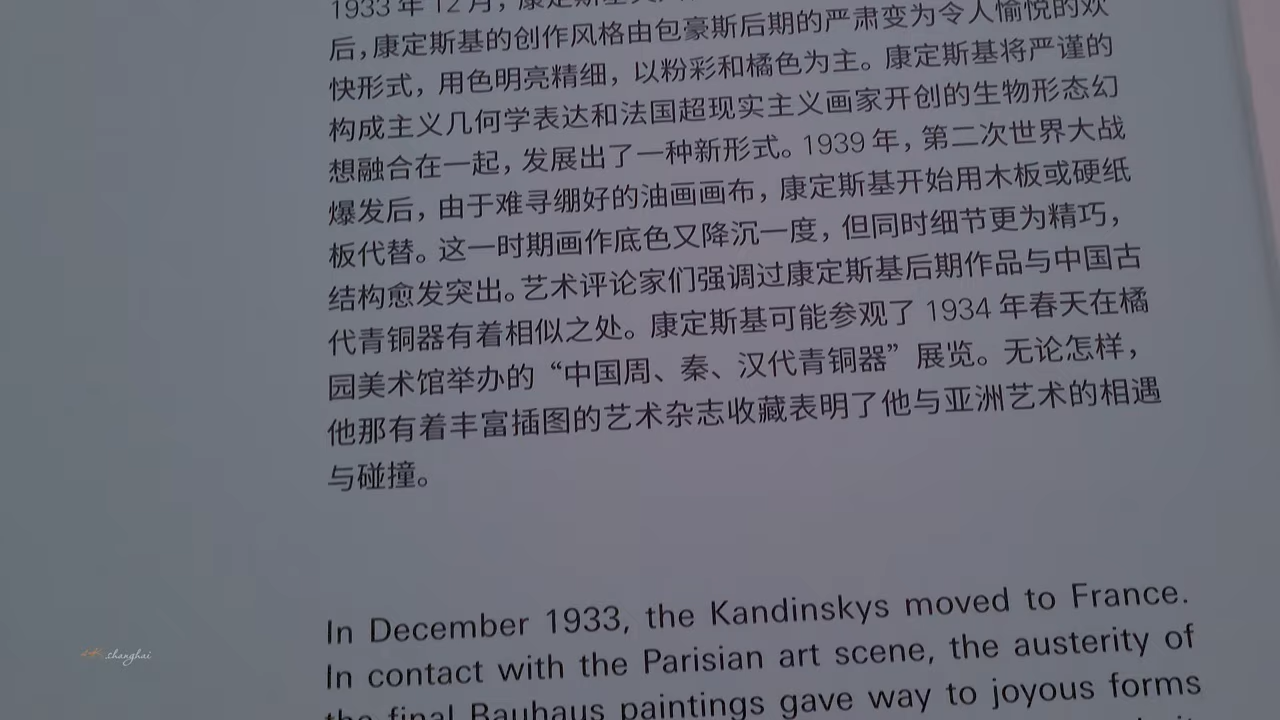 1933 年 12 月，康定斯基
后，康定斯基的创作风格由包豪斯后期的严肃变为令人愉悦的欢
快形式，用色明亮精细，以粉彩和橘色为主。康定斯基将严谨的
构成主义几何学表达和法国超现实主义画家开创的生物形态幻
想融合在一起，发展出了一种新形式。1939 年，第二次世界大战
爆发后，由于难寻绷好的油画画布，康定斯基开始用木板或硬纸
板代替。这一时期画作底色又降沉一度，但同时细节更为精巧，
结构愈发突出。艺术评论家们强调过康定斯基后期作品与中国古
代青铜器有着相似之处。康定斯基可能参观了 1934 年春天在橘
园美术馆举办的“中国周、秦、汉代青铜器”展览。无论怎样，
他那有着丰富插图的艺术杂志收藏表明了他与亚洲艺术的相遇
与碰撞。
In December 1933, the Kandinskys moved to France.
In contact with the Parisian art scene, the austerity of
the final Bauhaus paintings gave way to joyous forms
shanghai